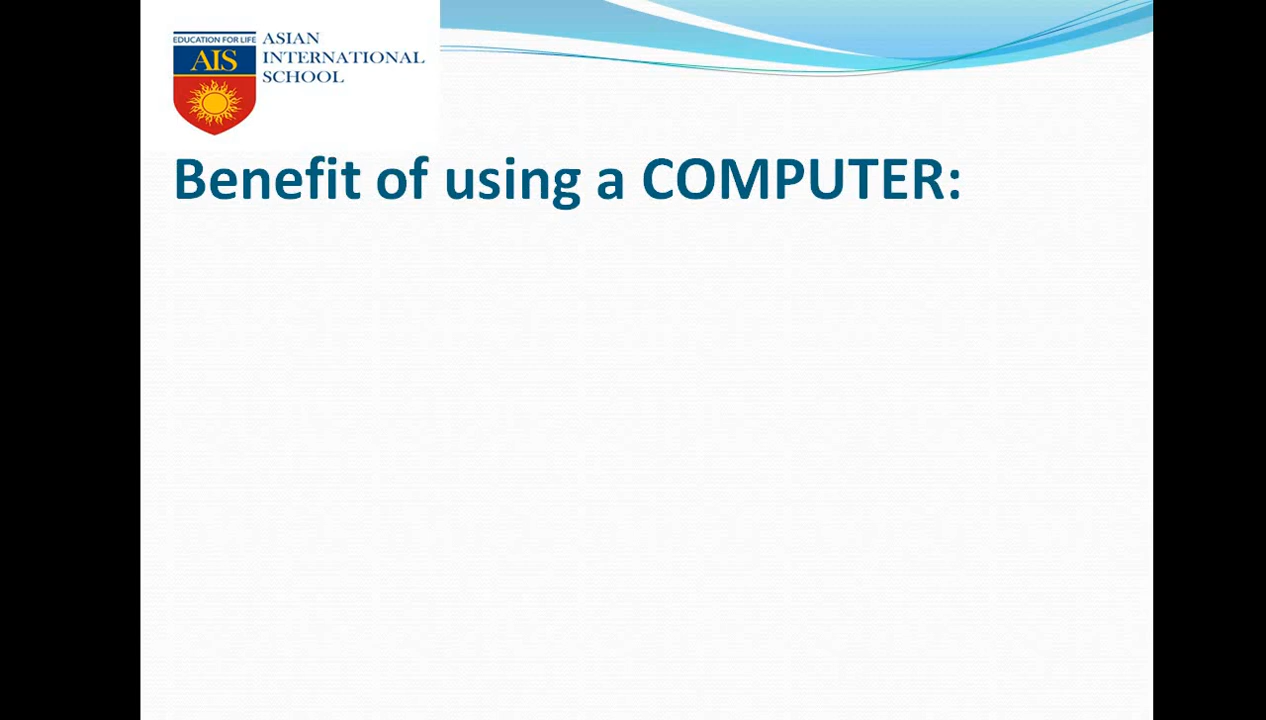 EDUCATION FOR LIFE
AIS
ASIAN
INTERNATIONAL
SCHOOL
Benefit of using a COMPUTER: